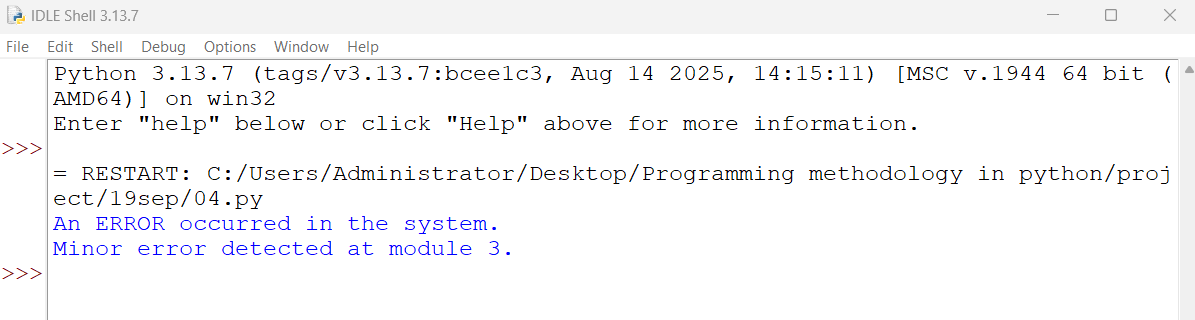 IDLE Shell 3.13.7
File Edit Shell Debug Options Window Help
Python 3.13.7 (tags/v3.13.7:bcee1c3, Aug 14 2025, 14:15:11) [MSC v.1944 64 bit (
AMD64)] on win32
Enter "help" below or click "Help" above for more information.
>>>
= RESTART: C:/Users/Administrator/Desktop/Programming methodology in python/proj
ect/19sep/04.py
An ERROR occurred in the system.
Minor error detected at module 3.
>>>